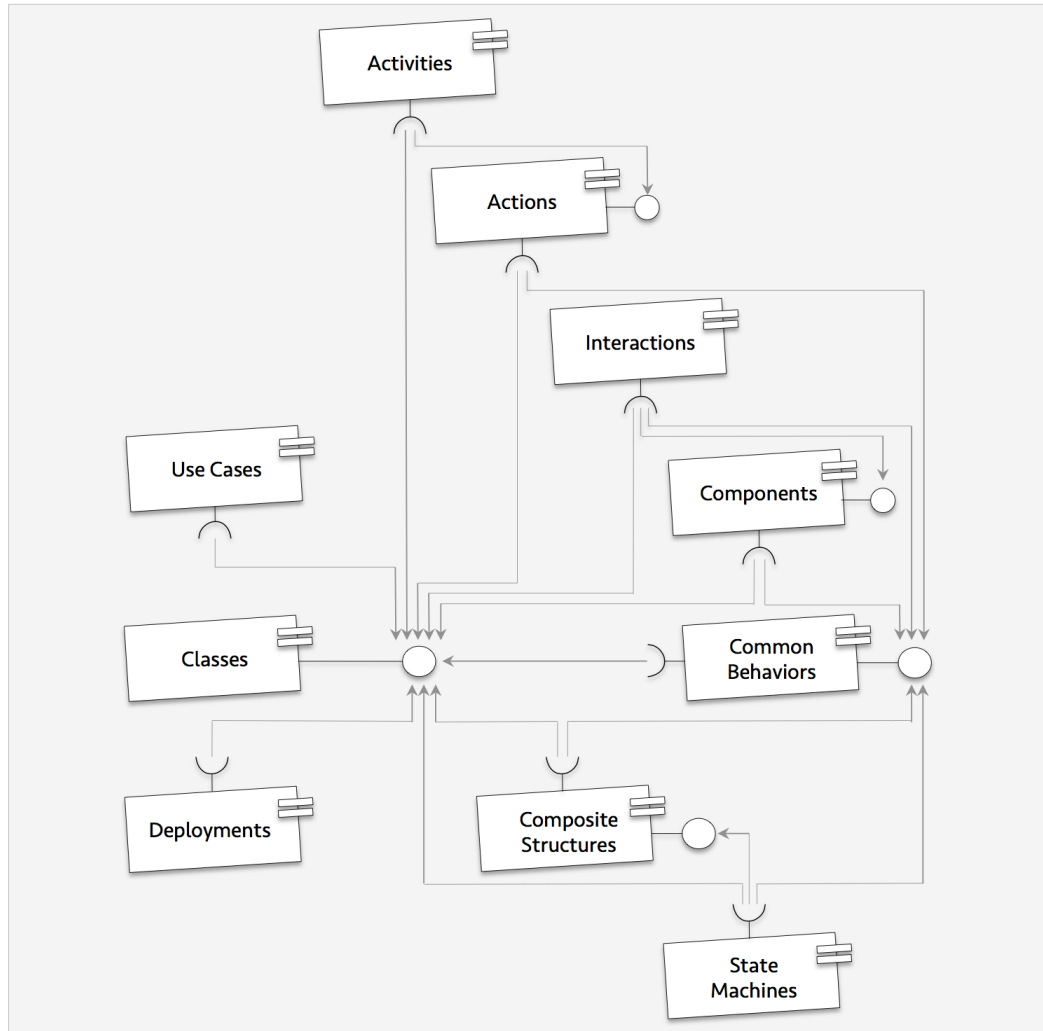 Activities
Actions
Interactions
Use Cases
Components
Classes
Common
Behaviors
Deployments
Composite
Structures
State
Machines